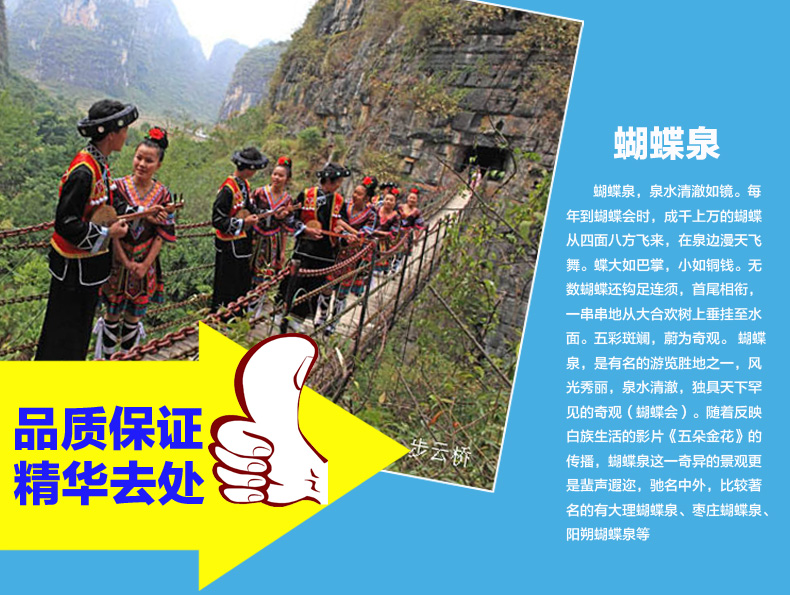 蝴蝶泉
蝴蝶泉，泉水清澈如镜。每
年到蝴蝶会时，成千上万的蝴蝶
从四面八方飞来，在泉边漫天飞
舞。蝶大如巴掌，小如铜钱。无
数蝴蝶还钩足连须，首尾相衔，
一串串地从大合欢树上垂挂至水
面。五彩斑斓，蔚为奇观。 蝴蝶
泉，是有名的游览胜地之一，风
光秀丽，泉水清澈，独具天下罕
见的奇观（蝴蝶会）。随着反映
白族生活的影片《五朵金花》的
传播，蝴蝶泉这一奇异的景观更
是蜚声遐迩，驰名中外，比较著
名的有大理蝴蝶泉、枣庄蝴蝶泉、
阳朔蝴蝶泉等
品质保证
精华去处
步云桥